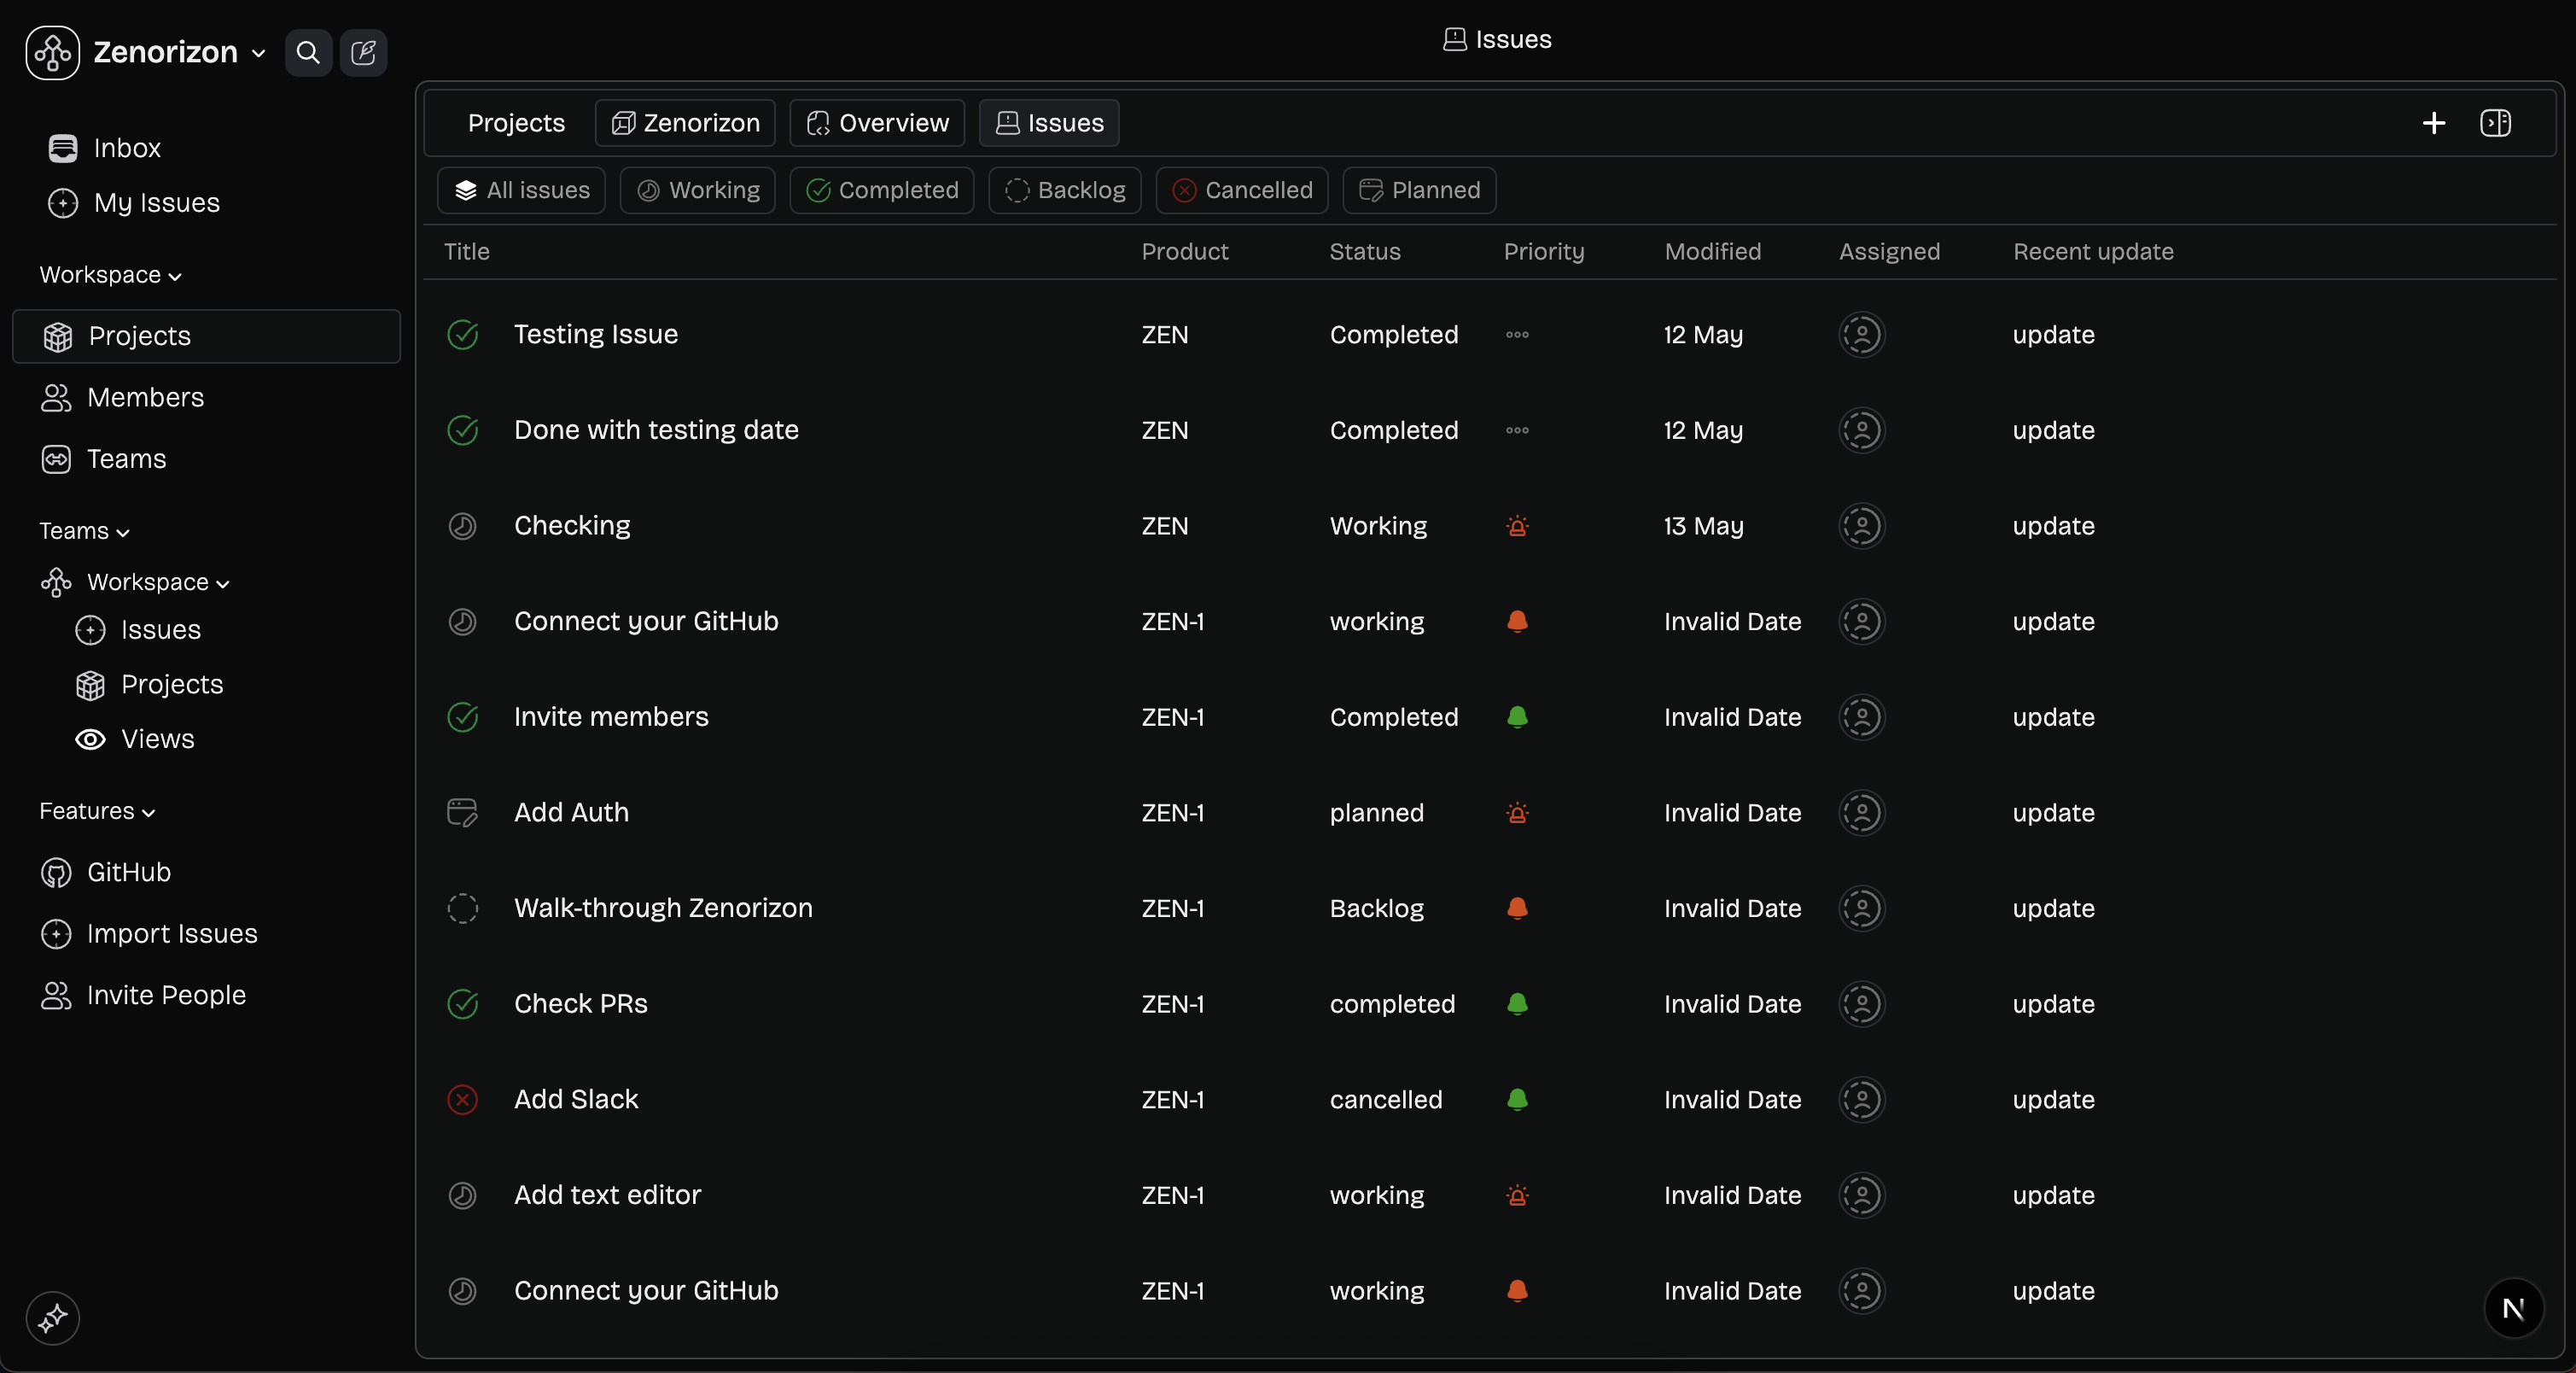 Zenorizon
Issues
Inbox
My Issues
Workspace
Projects
Members
Teams
Teams
Workspace
Issues
Projects
Views
Features
GitHub
Import Issues
Invite People
Projects Zenorizon Overview Issues
All issues Working Completed Backlog Cancelled Planned
Title Product Status Priority Modified Assigned Recent update
Testing Issue ZEN Completed 12 May update
Done with testing date ZEN Completed 12 May update
Checking ZEN Working 13 May update
Connect your GitHub ZEN-1 working Invalid Date update
Invite members ZEN-1 Completed Invalid Date update
Add Auth ZEN-1 planned Invalid Date update
Walk-through Zenorizon ZEN-1 Backlog Invalid Date update
Check PRs ZEN-1 completed Invalid Date update
Add Slack ZEN-1 cancelled Invalid Date update
Add text editor ZEN-1 working Invalid Date update
Connect your GitHub ZEN-1 working Invalid Date update
N